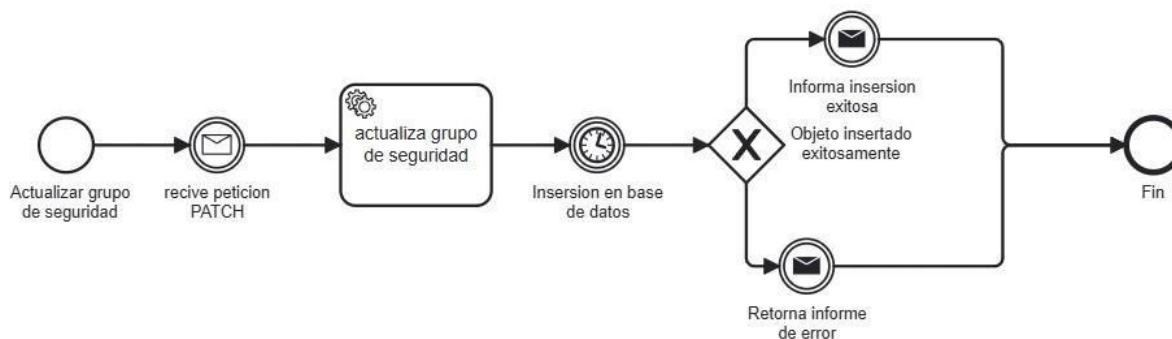 Actualizar grupo
de seguridad
recive peticion
PATCH
actualiza grupo
de seguridad
Insersion en base
de datos
Objeto insertado
exitosamente
Informa insersion
exitosa
Retorna informe
de error
Fin